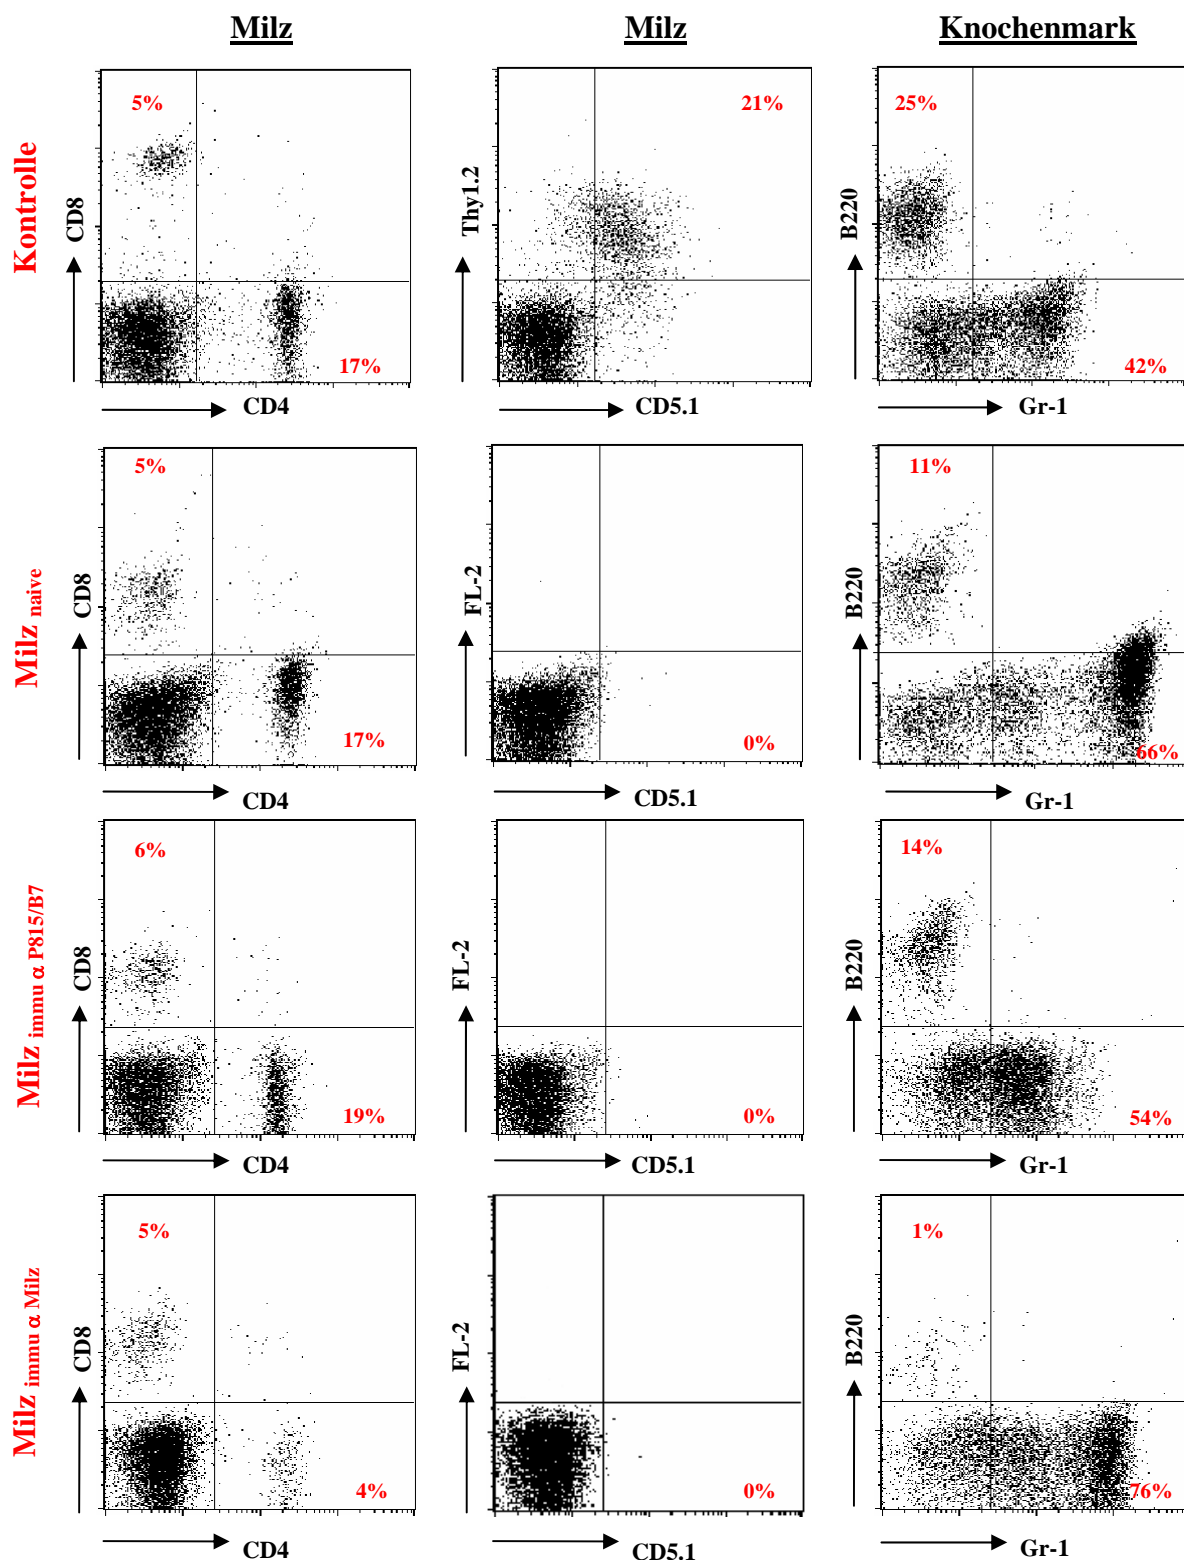 Milz Milz Knochenmark
Kontrolle
5%
CD8
17%
CD4
21%
Thy1.2
CD5.1
25%
B220
42%
Gr-1
Milz naive
5%
CD8
17%
CD4
FL-2
0%
CD5.1
11%
B220
66%
Gr-1
Milz immu α P815/B7
6%
CD8
19%
CD4
FL-2
0%
CD5.1
14%
B220
54%
Gr-1
Milz immu α Milz
5%
CD8
4%
CD4
FL-2
0%
CD5.1
1%
B220
76%
Gr-1